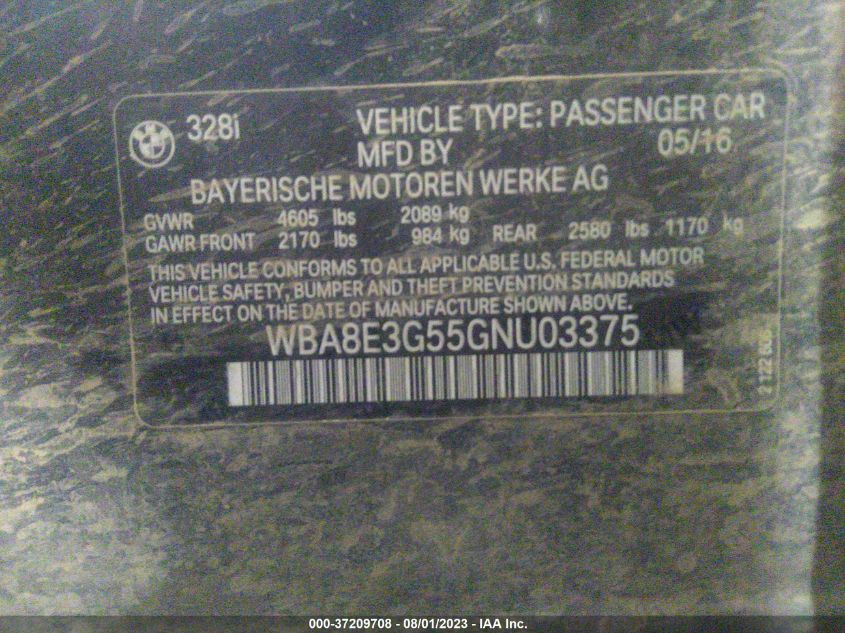 328i VEHICLE TYPE: PASSENGER CAR
MFD BY 05/16
BAYERISCHE MOTOREN WERKE AG
GVWR 4605 lbs 2089 kg
GAWR FRONT 2170 lbs 984 kg REAR 2580 lbs 1170 kg
THIS VEHICLE CONFORMS TO ALL APPLICABLE U.S. FEDERAL MOTOR
VEHICLE SAFETY, BUMPER AND THEFT PREVENTION STANDARDS
IN EFFECT ON THE DATE OF MANUFACTURE SHOWN ABOVE.
WBA8E3G55GNU03375
000-37209708 - 08/01/2023 - IAA Inc.